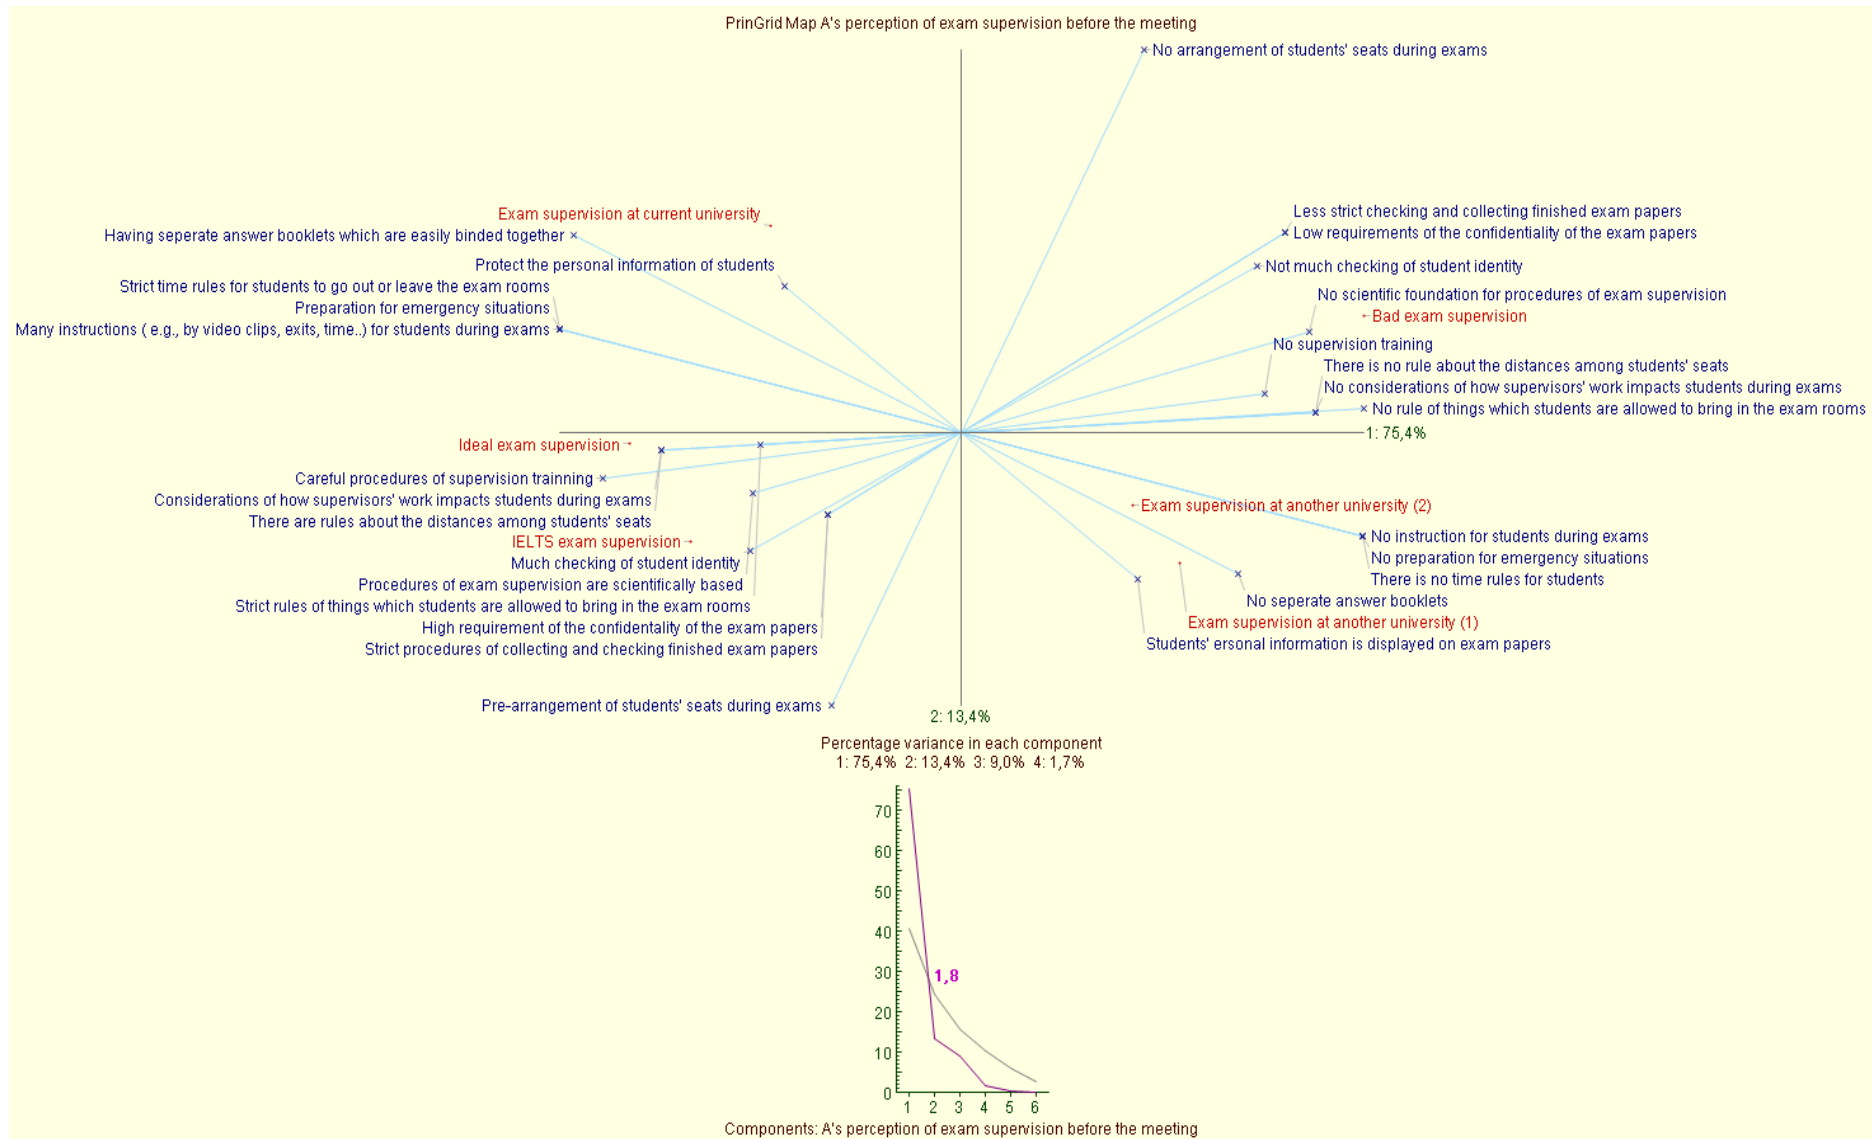 PrinGrid Map A's perception of exam supervision before the meeting
No arrangement of students' seats during exams
Exam supervision at current university
Having seperate answer booklets which are easily binded together
Protect the personal information of students
Strict time rules for students to go out or leave the exam rooms
Preparation for emergency situations
Many instructions ( e.g., by video clips, exits, time..) for students during exams
Less strict checking and collecting finished exam papers
Low requirements of the confidentiality of the exam papers
Not much checking of student identity
No scientific foundation for procedures of exam supervision
Bad exam supervision
No supervision training
There is no rule about the distances among students' seats
No considerations of how supervisors' work impacts students during exams
No rule of things which students are allowed to bring in the exam rooms
1: 75,4%
Ideal exam supervision
Careful procedures of supervision trainning
Considerations of how supervisors' work impacts students during exams
There are rules about the distances among students' seats
IELTS exam supervision
Much checking of student identity
Procedures of exam supervision are scientifically based
Strict rules of things which students are allowed to bring in the exam rooms
High requirement of the confidentality of the exam papers
Strict procedures of collecting and checking finished exam papers
Pre-arrangement of students' seats during exams
Exam supervision at another university (2)
No instruction for students during exams
No preparation for emergency situations
There is no time rules for students
No seperate answer booklets
Exam supervision at another university (1)
Students' ersonal information is displayed on exam papers
2: 13,4%
Percentage variance in each component
1: 75,4% 2: 13,4% 3: 9,0% 4: 1,7%
70
60
50
40
30
20
10
0
1,8
1 2 3 4 5 6
Components: A's perception of exam supervision before the meeting